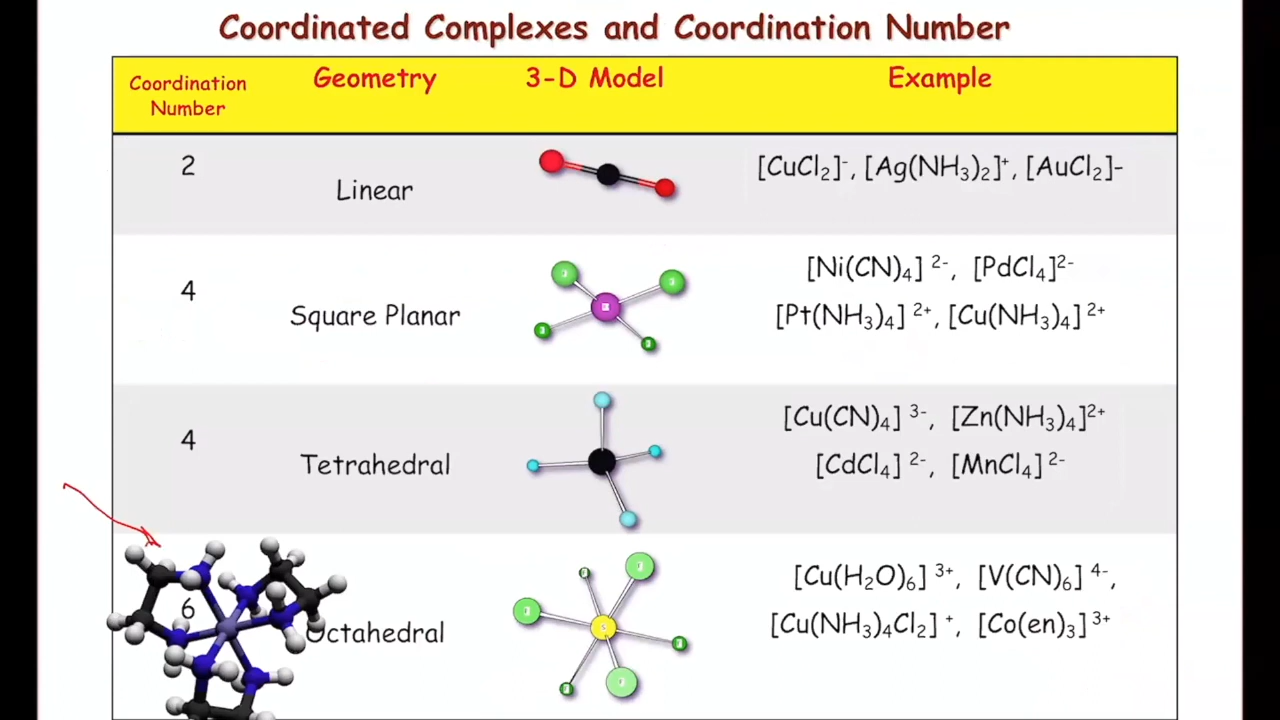 Coordinated Complexes and Coordination Number
Coordination Number
Geometry
3-D Model
Example
2
Linear
[CuCl₂]⁻, [Ag(NH₃)₂]⁺, [AuCl₂]-
4
Square Planar
[Ni(CN)₄] ²⁻, [PdCl₄]²⁻
[Pt(NH₃)₄] ²⁺, [Cu(NH₃)₄] ²⁺
4
Tetrahedral
[Cu(CN)₄] ³⁻, [Zn(NH₃)₄]²⁺
[CdCl₄] ²⁻, [MnCl₄] ²⁻
6
Octahedral
[Cu(H₂O)₆] ³⁺, [V(CN)₆] ⁴⁻,
[Cu(NH₃)₄Cl₂] ⁺, [Co(en)₃] ³⁺